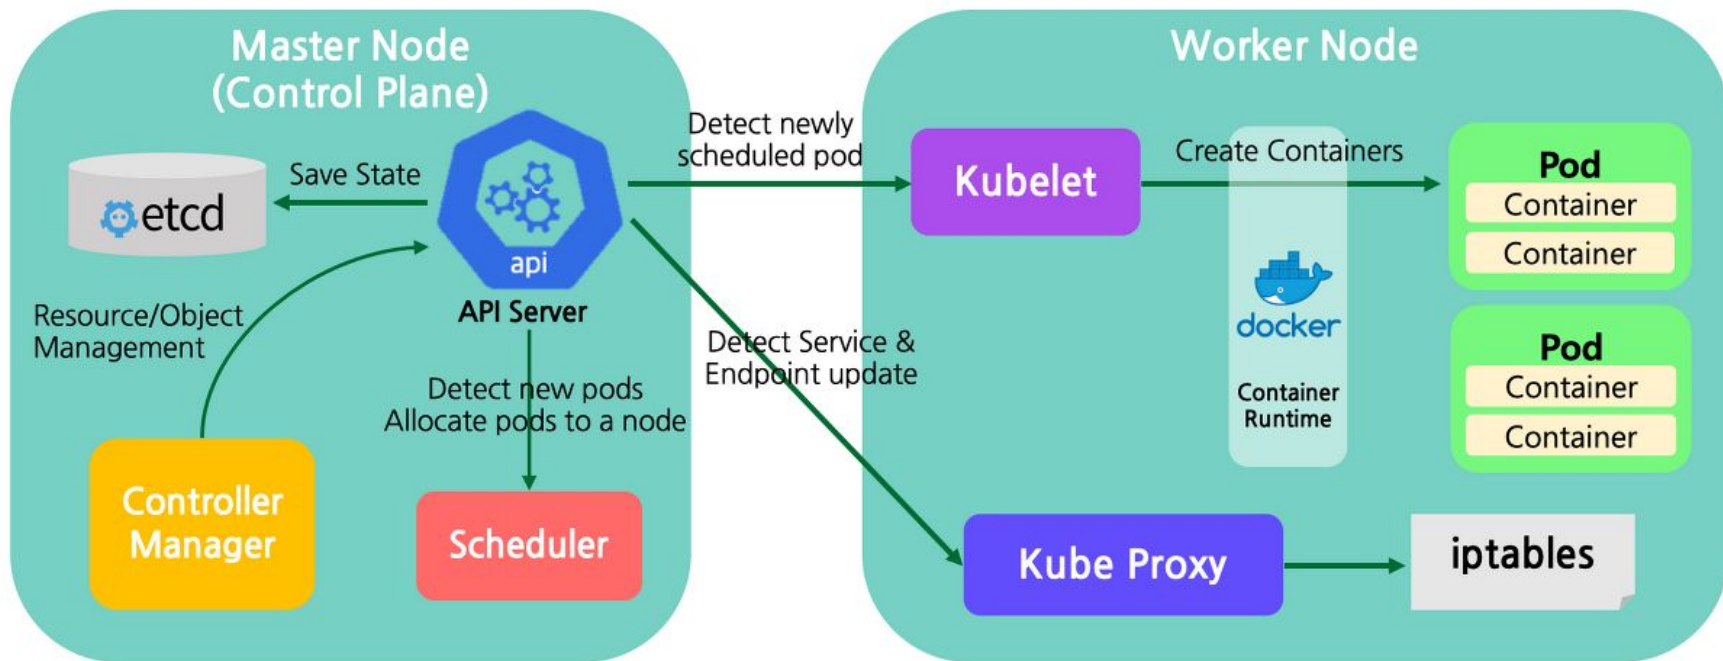 Master Node
(Control Plane)
etcd
Save State
api
API Server
Resource/Object
Management
Detect new pods
Allocate pods to a node
Controller
Manager
Scheduler
Detect newly
scheduled pod
Detect Service &
Endpoint update
Worker Node
Kubelet
Create Containers
docker
Container
Runtime
Pod
Container
Container
Pod
Container
Container
Kube Proxy
iptables